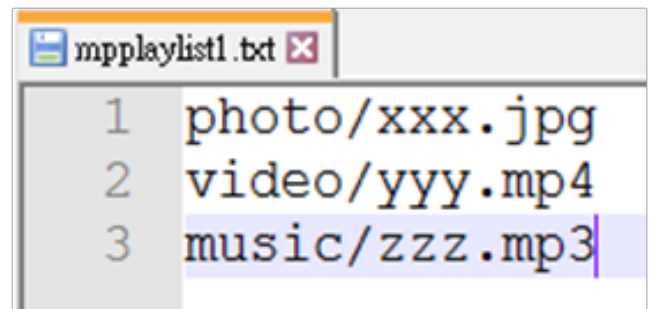 mpplaylist1.txt
1 photo/xxx.jpg
2 video/yyy.mp4
3 music/zzz.mp3